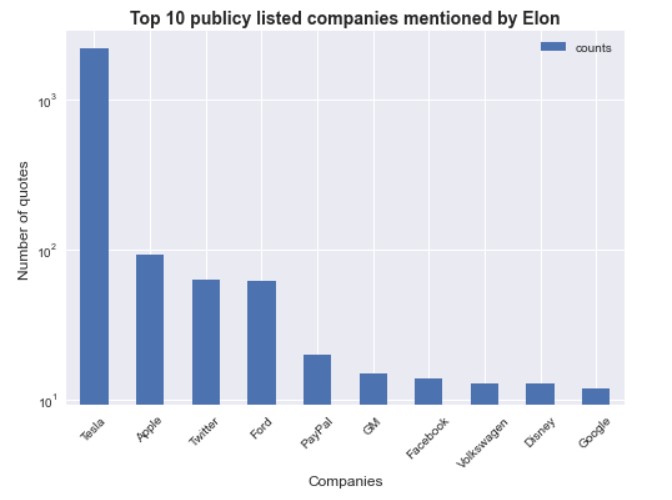 Top 10 publicy listed companies mentioned by Elon
counts
10³
10²
10¹
Number of quotes
Tesla
Apple
Twitter
Ford
PayPal
GM
Facebook
Volkswagen
Disney
Google
Companies